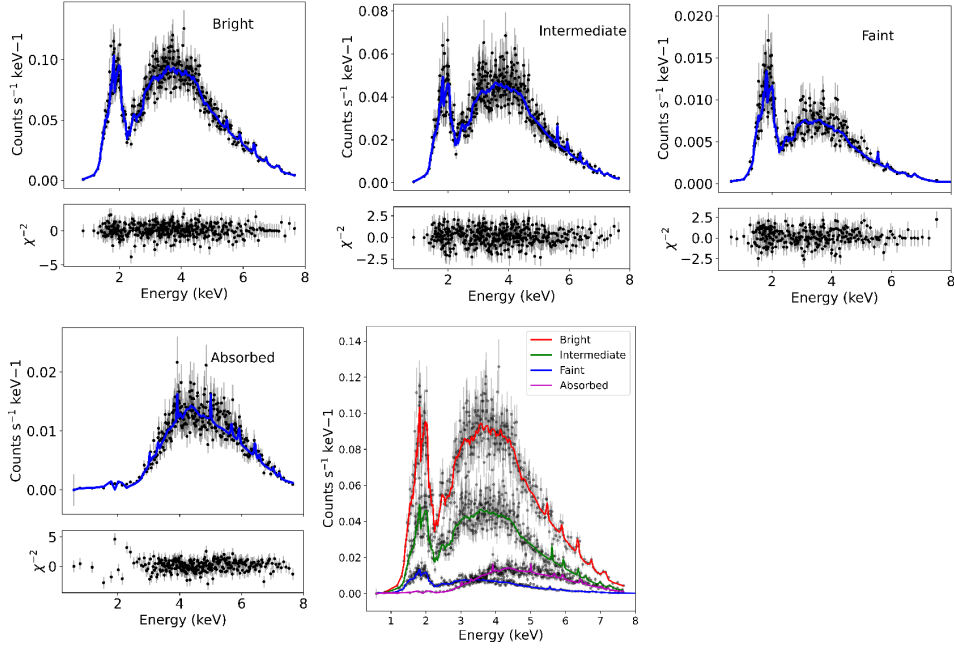 Bright
Counts s⁻¹ keV−1
0.10
0.05
0.00
χ⁻²
0
−5
2 4 6 8
Energy (keV)
Intermediate
Counts s⁻¹ keV−1
0.08
0.06
0.04
0.02
0.00
χ⁻²
2.5
0.0
−2.5
2 4 6 8
Energy (keV)
Faint
Counts s⁻¹ keV−1
0.020
0.015
0.010
0.005
0.000
χ⁻²
2.5
0.0
−2.5
2 4 6 8
Energy (keV)
Absorbed
Counts s⁻¹ keV−1
0.02
0.01
0.00
χ⁻²
5
0
2 4 6 8
Energy (keV)
Bright
Intermediate
Faint
Absorbed
Counts s⁻¹ keV−1
0.14
0.12
0.10
0.08
0.06
0.04
0.02
0.00
1 2 3 4 5 6 7 8
Energy (keV)